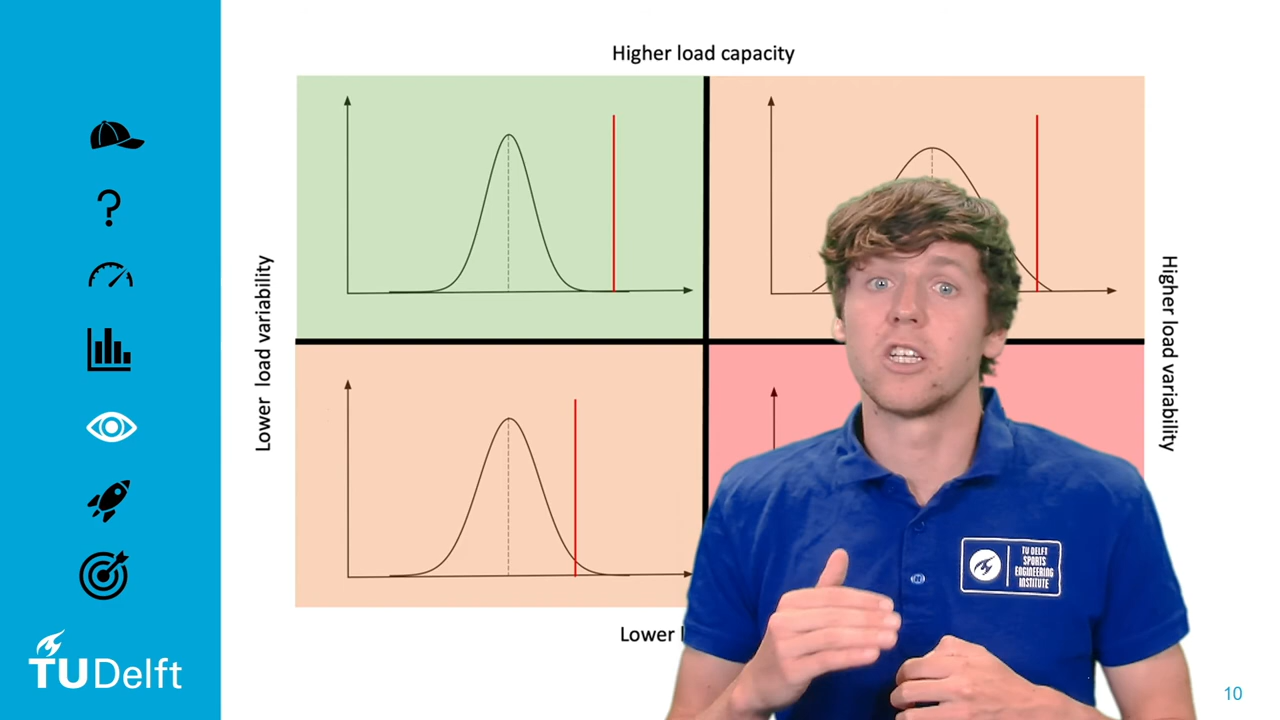 Higher load capacity
Lower load variability
Higher load variability
?
TU DELFT
SPORTS
ENGINEERING
INSTITUTE
Lower
TUDelft
10